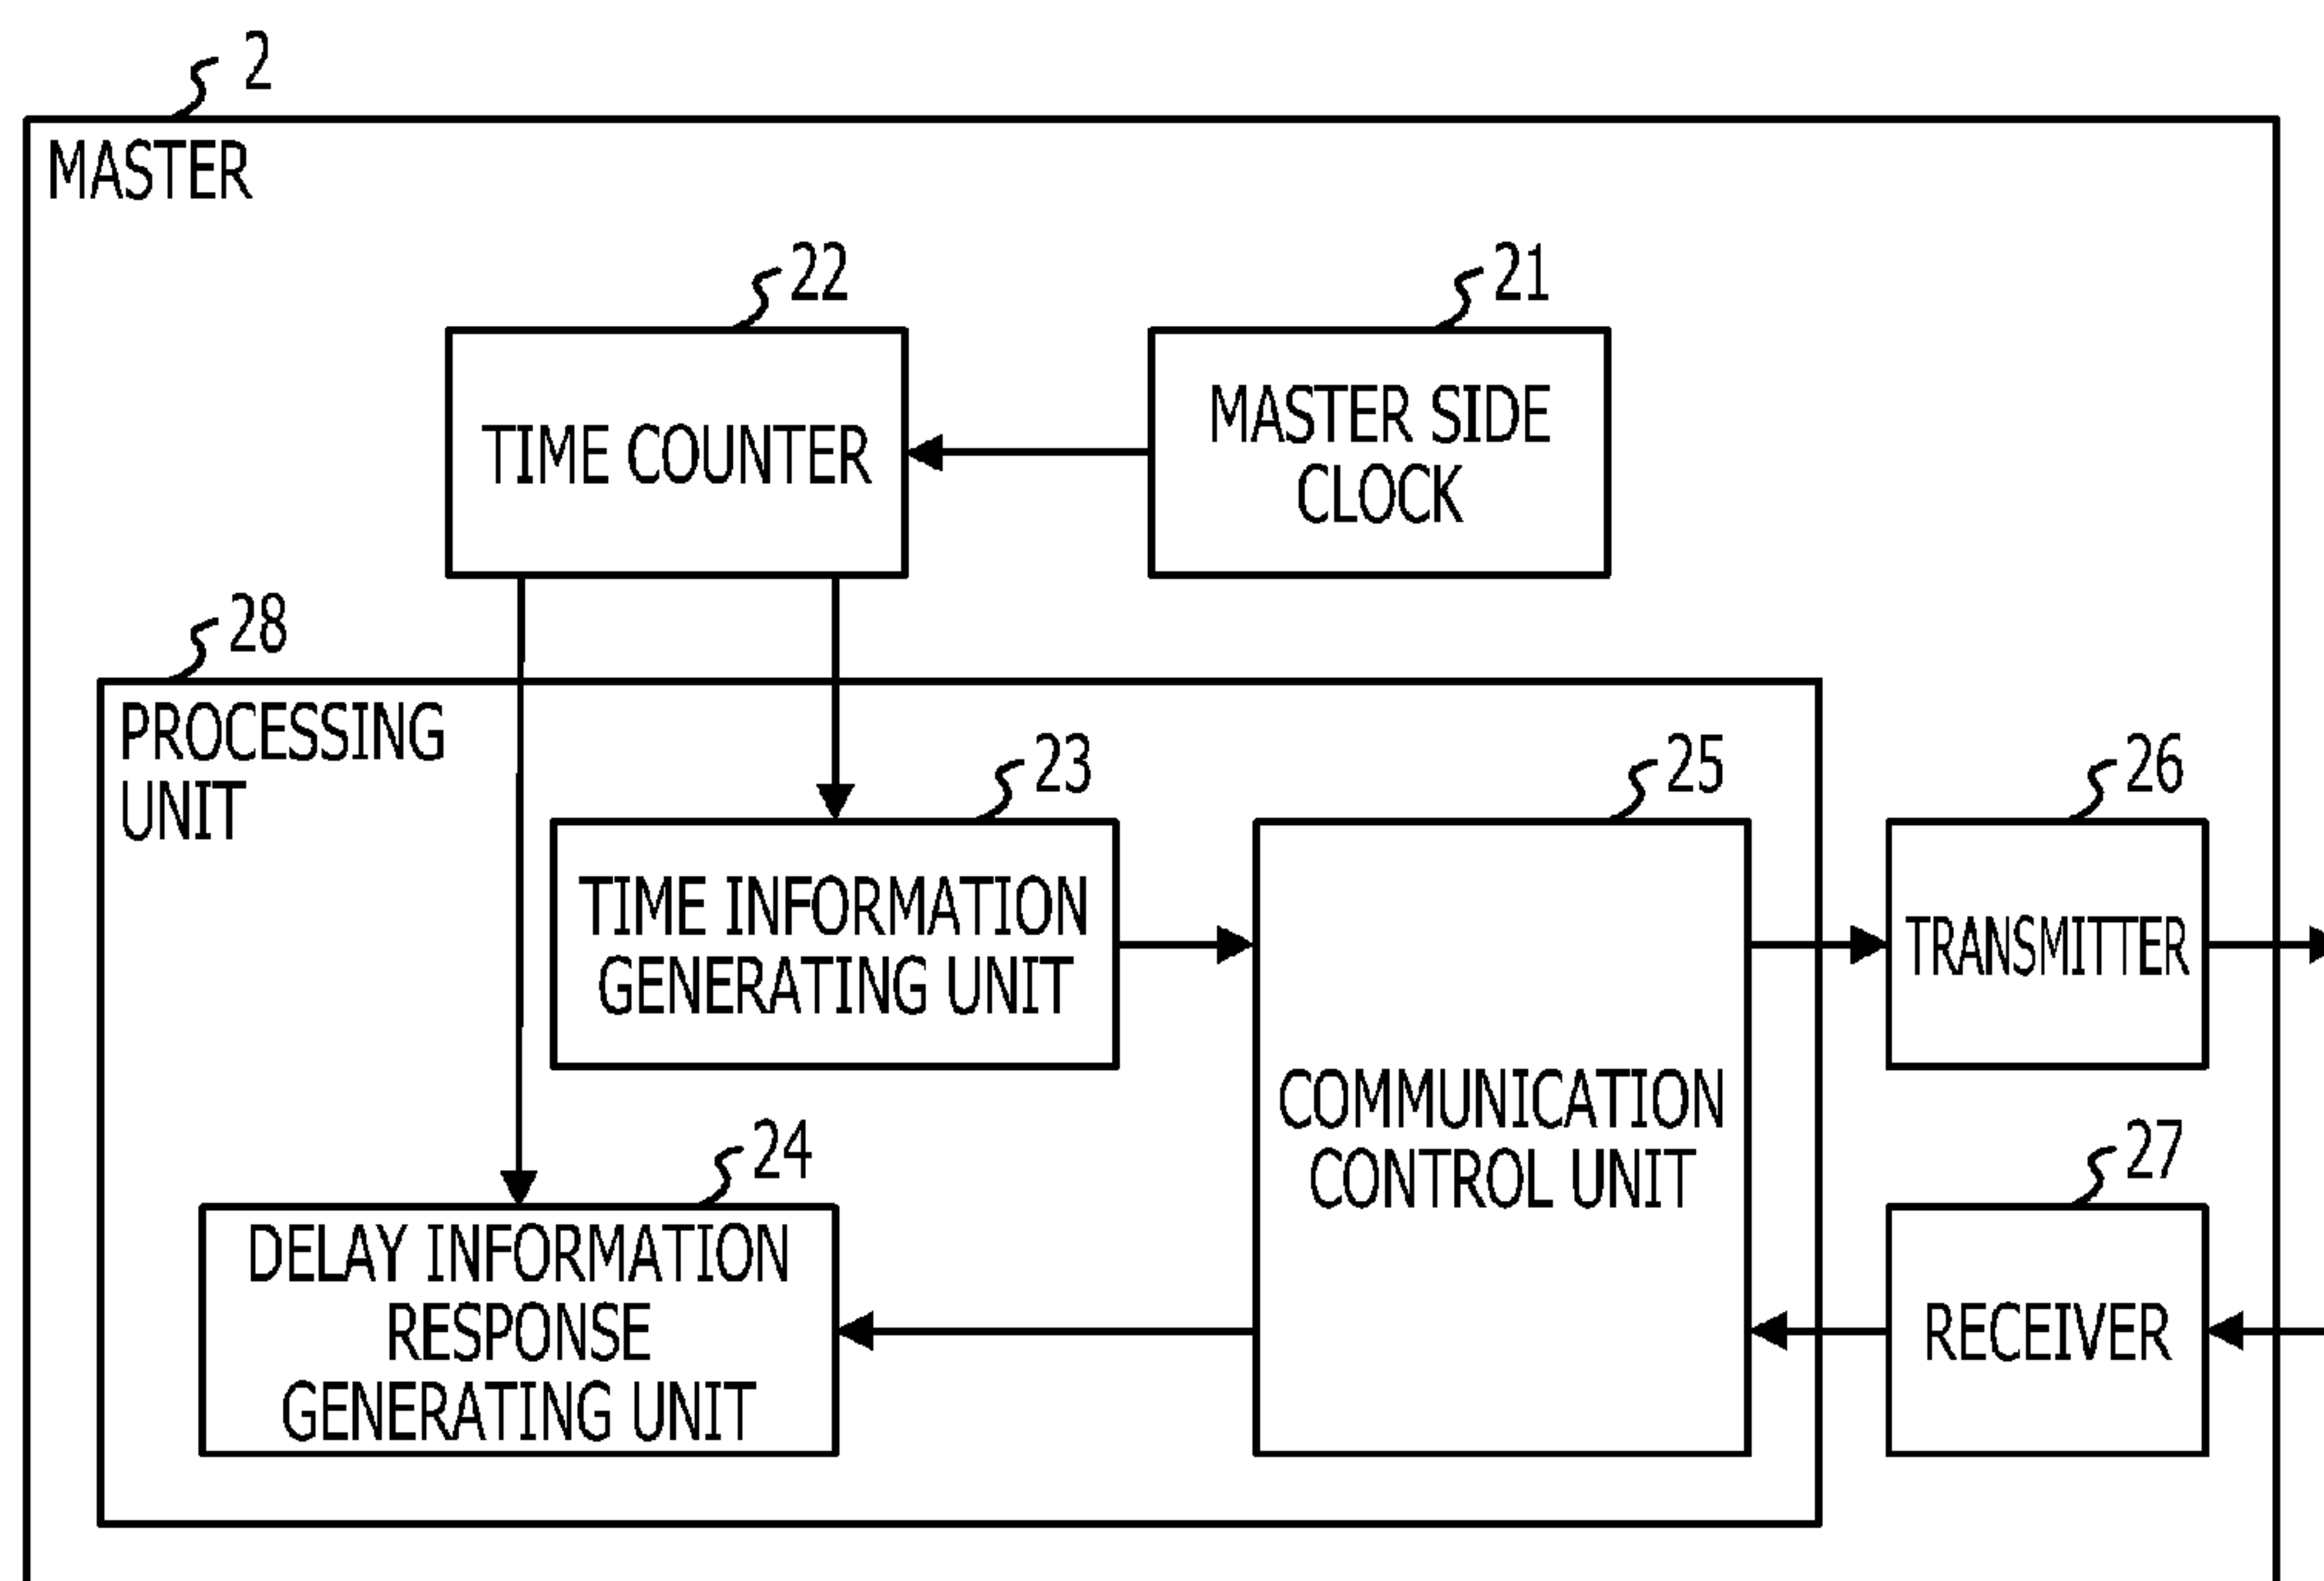 2
MASTER
22
21
TIME COUNTER
MASTER SIDE
CLOCK
28
PROCESSING
UNIT
23
25
26
TIME INFORMATION
GENERATING UNIT
TRANSMITTER
COMMUNICATION
CONTROL UNIT
24
27
DELAY INFORMATION
RESPONSE
GENERATING UNIT
RECEIVER